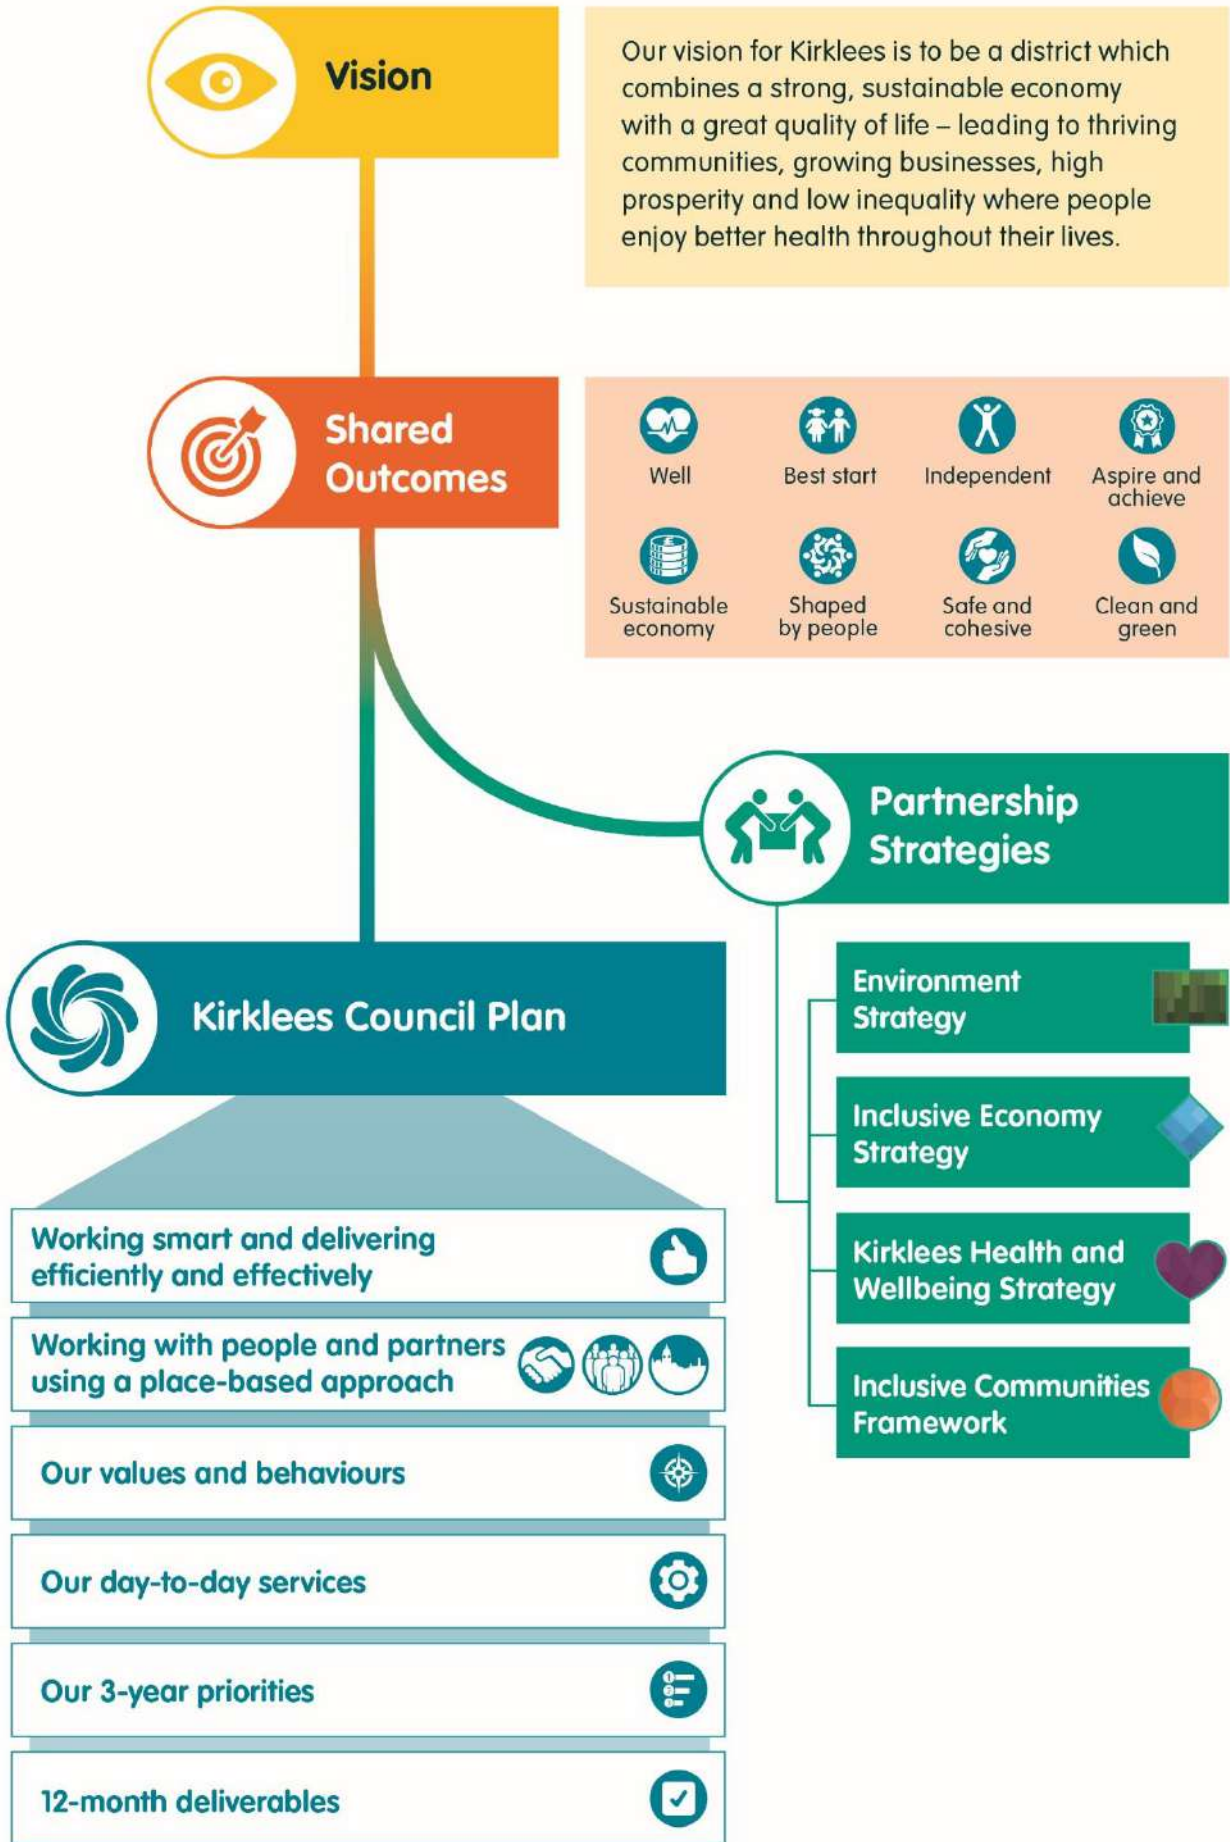 Vision
Our vision for Kirklees is to be a district which
combines a strong, sustainable economy
with a great quality of life – leading to thriving
communities, growing businesses, high
prosperity and low inequality where people
enjoy better health throughout their lives.
Shared
Outcomes
Well
Best start
Independent
Aspire and
achieve
Sustainable
economy
Shaped
by people
Safe and
cohesive
Clean and
green
Partnership
Strategies
Environment
Strategy
Inclusive Economy
Strategy
Kirklees Health and
Wellbeing Strategy
Inclusive Communities
Framework
Kirklees Council Plan
Working smart and delivering
efficiently and effectively
Working with people and partners
using a place-based approach
Our values and behaviours
Our day-to-day services
Our 3-year priorities
12-month deliverables